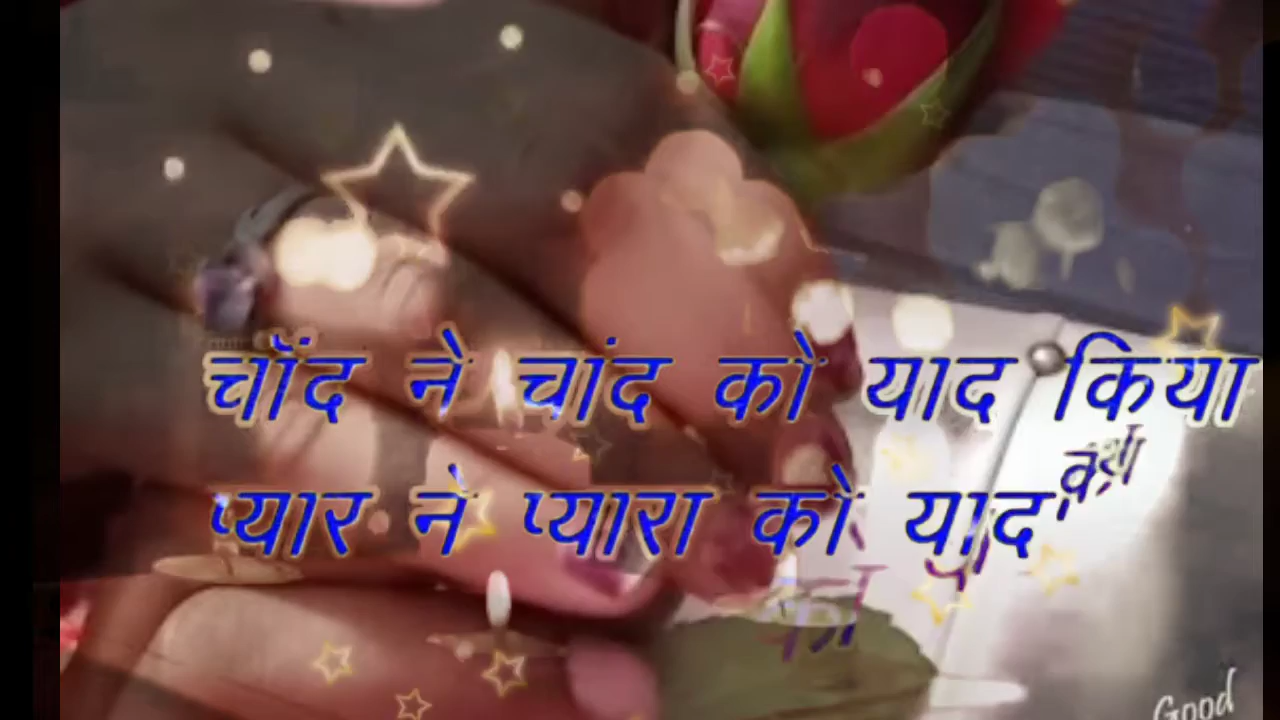 चाँद ने चांद को याद किया
प्यार ने प्यारा को याद
Good